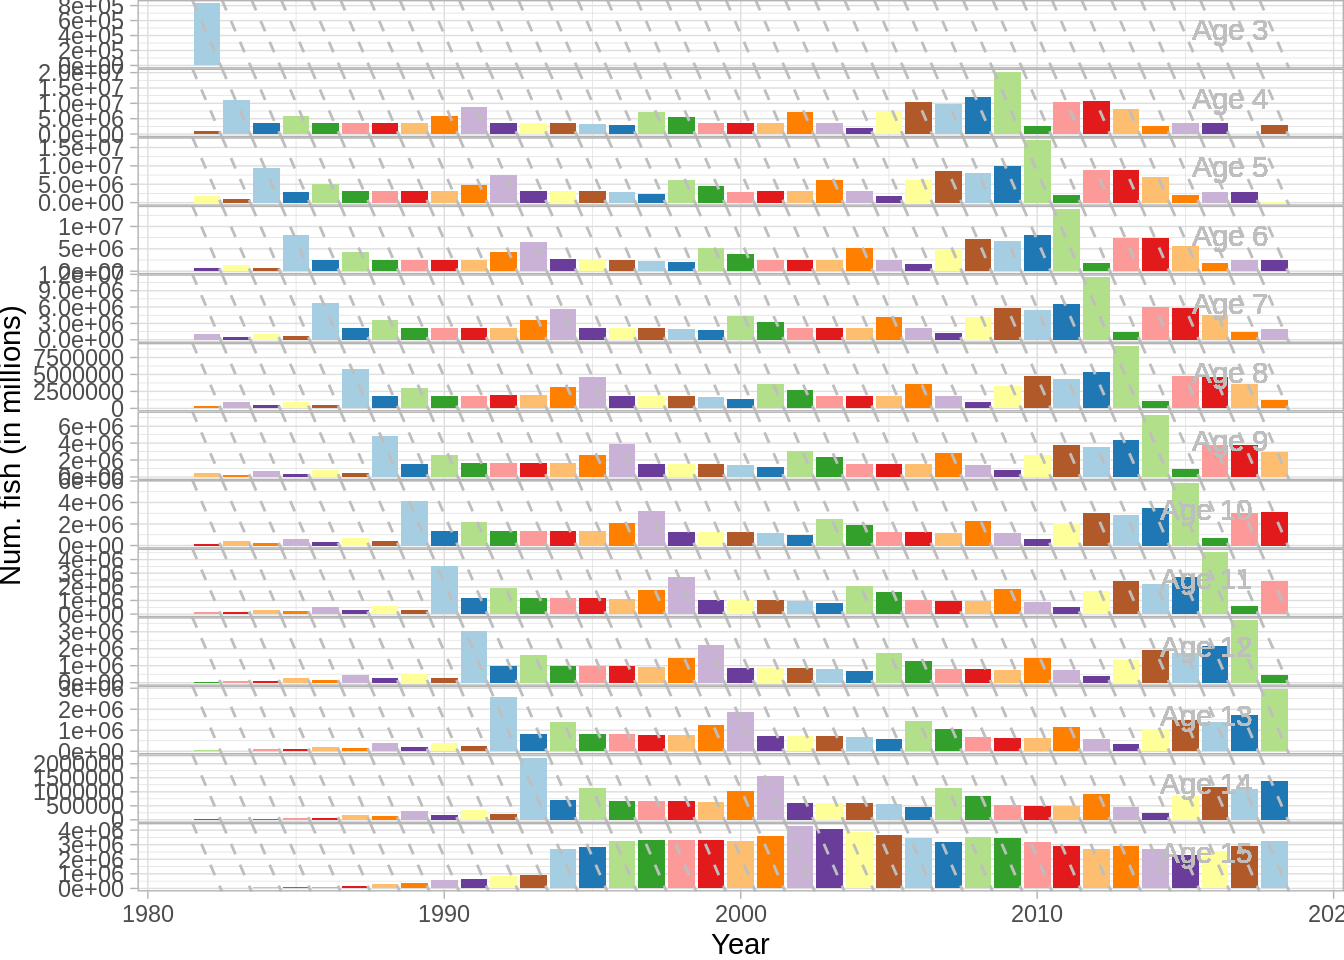 8e+05
6e+05
4e+05
2e+05
0e+00
Age 3
2.0e+07
1.5e+07
1.0e+07
5.0e+06
0.0e+00
Age 4
1.5e+07
1.0e+07
5.0e+06
0.0e+00
Age 5
1e+07
5e+06
0e+00
Age 6
1.2e+07
9.0e+06
6.0e+06
3.0e+06
0.0e+00
Age 7
7500000
5000000
2500000
0
Age 8
6e+06
4e+06
2e+06
0e+00
Age 9
6e+06
4e+06
2e+06
0e+00
Age 10
4e+06
3e+06
2e+06
1e+06
0e+00
Age 11
3e+06
2e+06
1e+06
0e+00
Age 12
3e+06
2e+06
1e+06
0e+00
Age 13
2000000
1500000
1000000
500000
0
Age 14
4e+06
3e+06
2e+06
1e+06
0e+00
Age 15
Num. fish (in millions)
1980 1990 2000 2010 202
Year